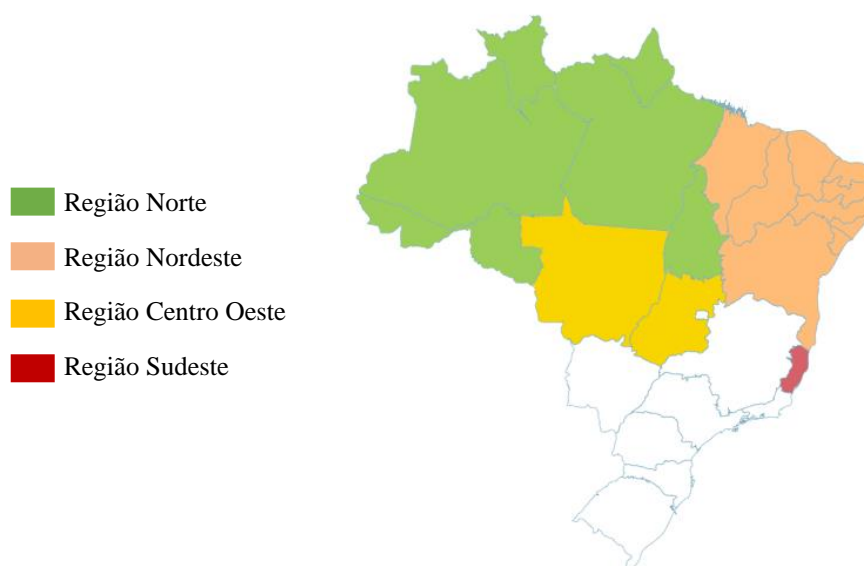 Região Norte
Região Nordeste
Região Centro Oeste
Região Sudeste